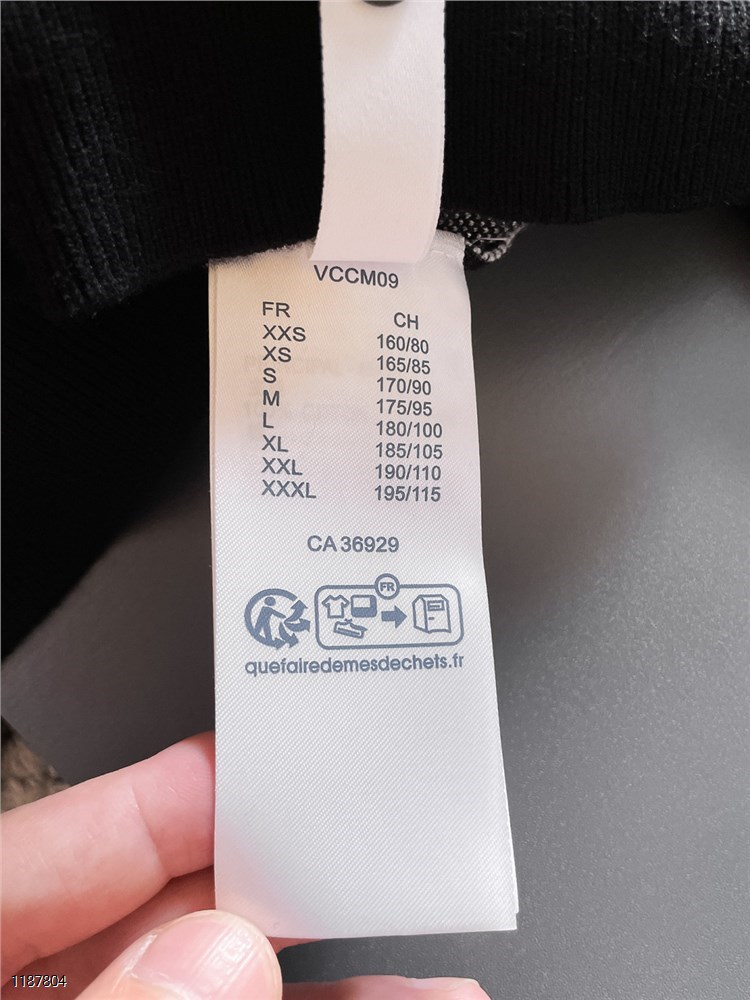 VCCM09
FR CH
XXS 160/80
XS 165/85
S 170/90
M 175/95
L 180/100
XL 185/105
XXL 190/110
XXXL 195/115
CA 36929
FR
quefairedemesdechets.fr
1187804